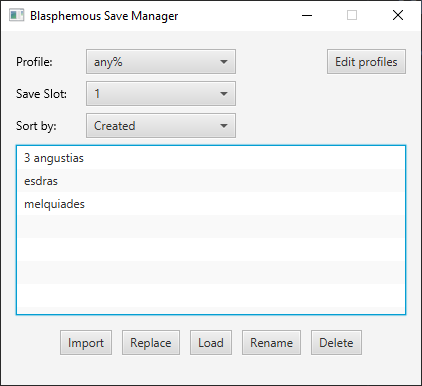 Blasphemous Save Manager
Profile: any% Edit profiles
Save Slot: 1
Sort by: Created
3 angustias
esdras
melquiades
Import Replace Load Rename Delete